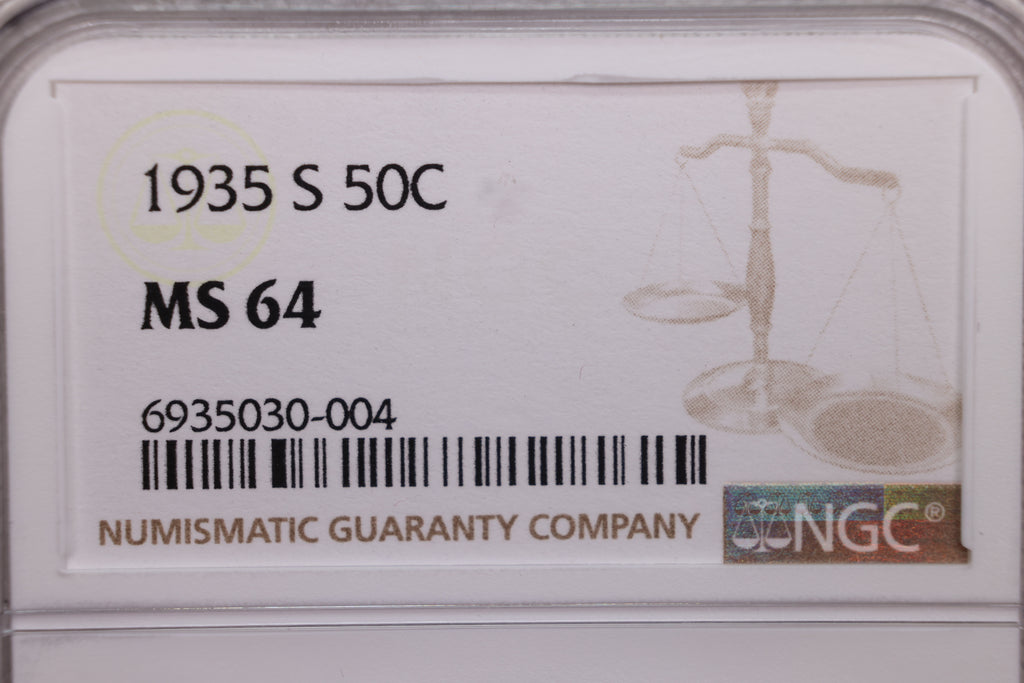 1935 S 50C
MS 64
6935030-004
NUMISMATIC GUARANTY COMPANY
NGC®